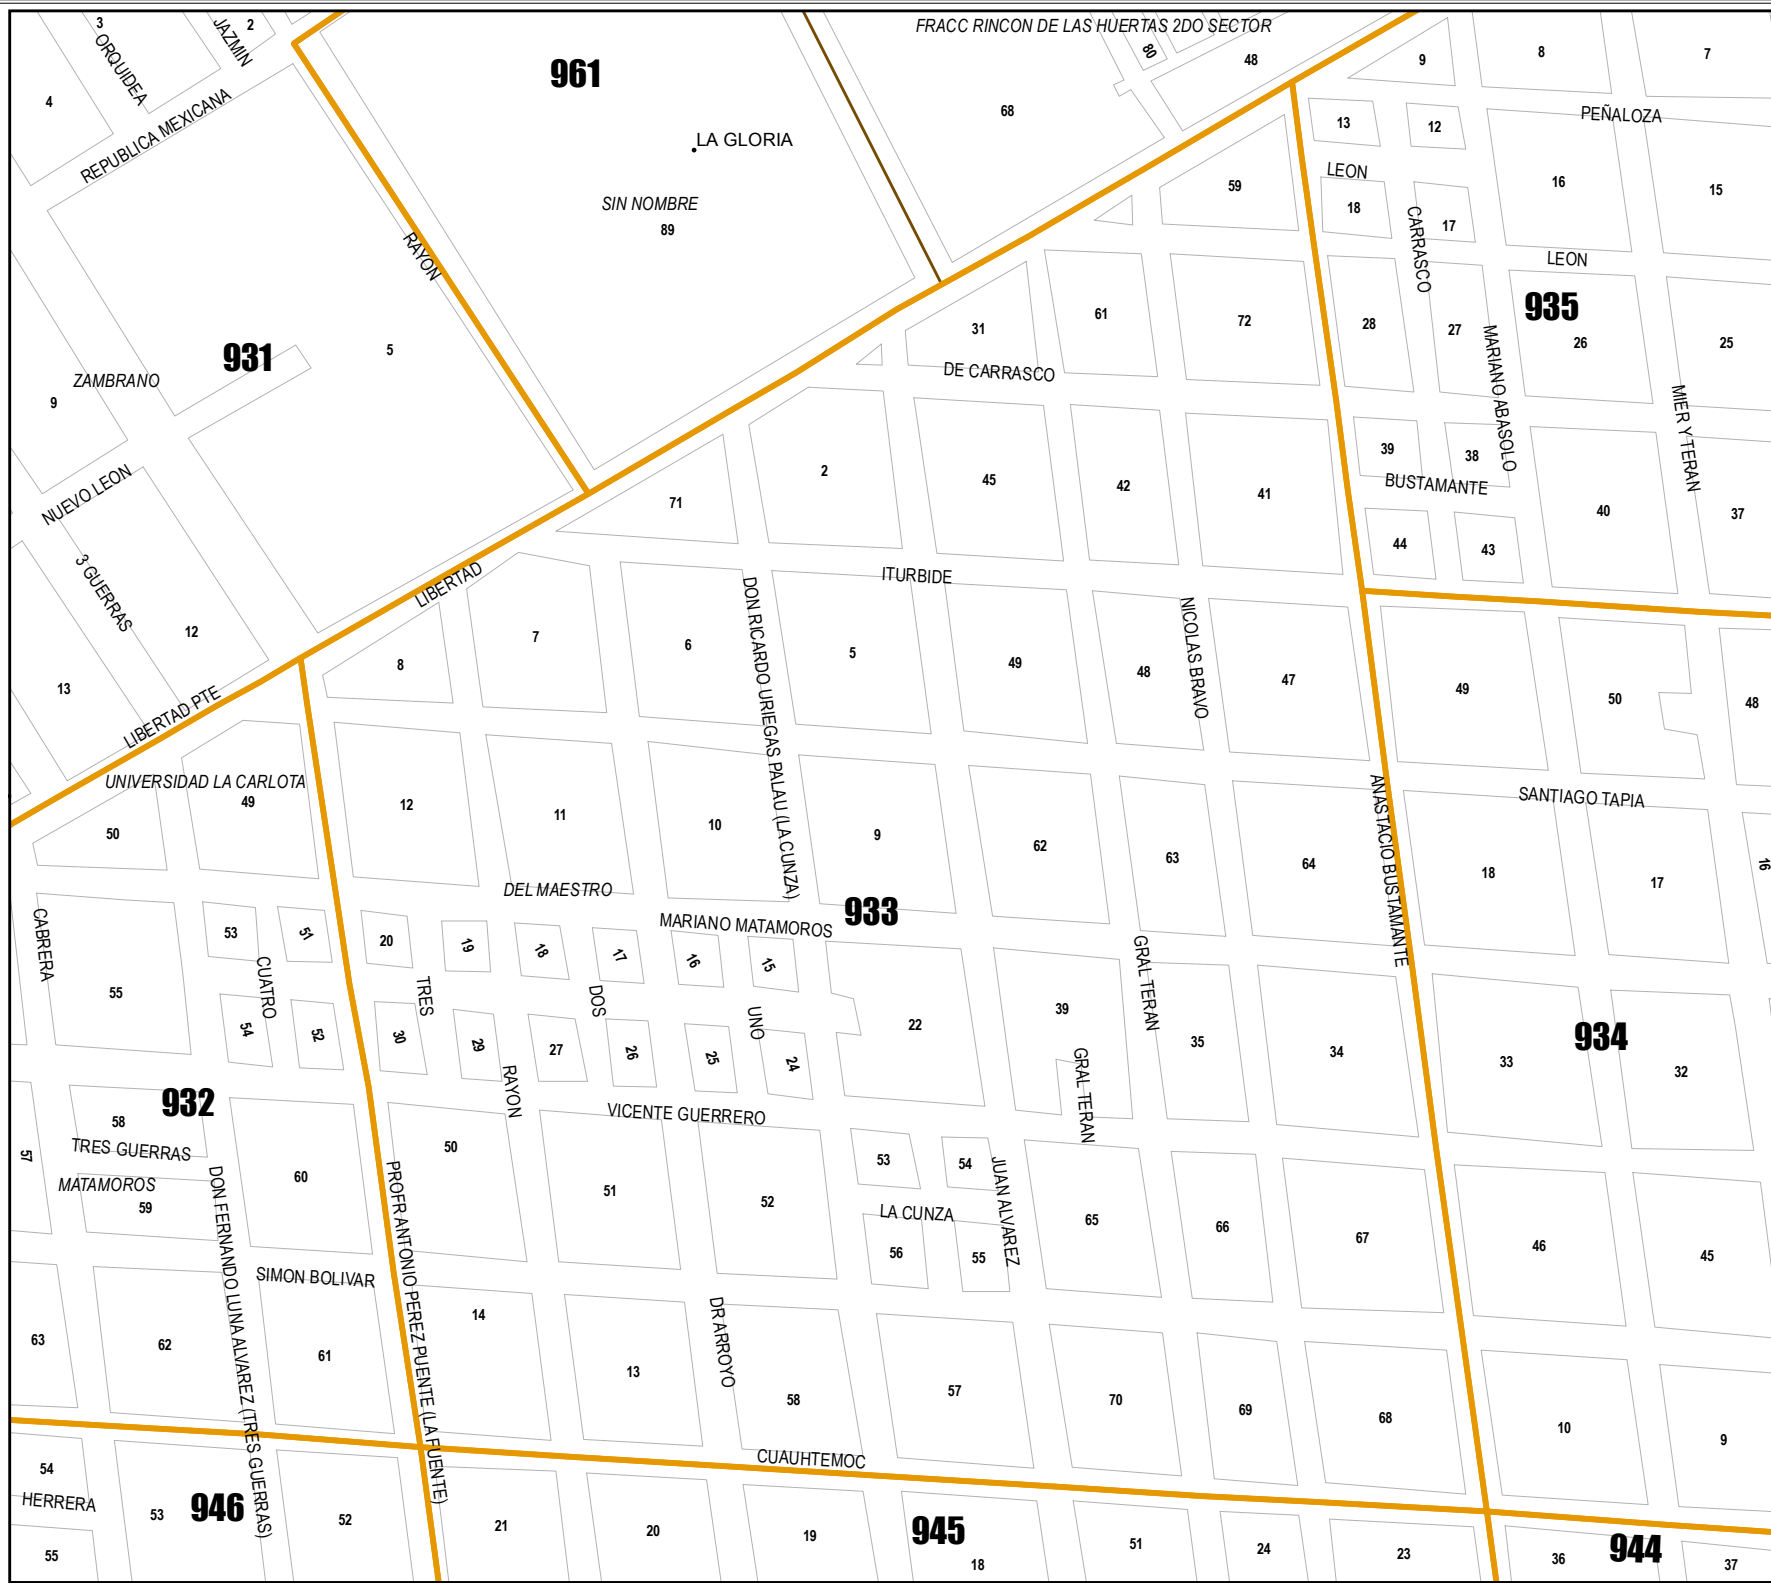 3
JAZMIN
2
ORQUIDEA
FRACC RINCON DE LAS HUERTAS 2DO SECTOR
80
48
9
8
7
961
4
REPUBLICA MEXICANA
68
LA GLORIA
13
12
PEÑALOZA
LEON
16
15
59
SIN NOMBRE
89
18
17
CARRASCO
RAYON
LEON
935
931
5
31
61
72
28
27
26
25
MARIANO ABASOLO
ZAMBRANO
9
DE CARRASCO
MIER Y TERAN
NUEVO LEON
71
2
45
42
41
39
38
BUSTAMANTE
40
37
44
43
3 GUERRAS
LIBERTAD
ITURBIDE
12
13
8
7
6
DON RICARDO URIEGAS PALAU (LA CUNZA)
5
49
48
NICOLAS BRAVO
47
49
50
48
LIBERTAD PTE
UNIVERSIDAD LA CARLOTA
49
50
12
11
10
9
62
63
64
ANASTACIO BUSTAMANTE
SANTIAGO TAPIA
18
17
16
DEL MAESTRO
MARIANO MATAMOROS
933
CABRERA
53
51
20
19
18
17
16
15
CUATRO
TRES
DOS
UNO
55
54
52
30
29
27
26
25
24
22
39
GRAL TERAN
35
34
33
934
32
RAYON
GRAL TERAN
932
58
TRES GUERRAS
57
MATAMOROS
59
DON FERNANDO LUNA ALVAREZ (TRES GUERRAS)
60
PROFR ANTONIO PEREZ PUENTE (LA FUENTE)
50
VICENTE GUERRERO
51
52
53
54
JUAN ALVAREZ
LA CUNZA
56
55
65
66
67
46
45
SIMON BOLIVAR
63
62
61
14
13
DR ARROYO
58
57
70
69
68
10
9
CUAUHTEMOC
54
HERRERA
55
53
946
52
21
20
19
945
18
51
24
23
36
944
37